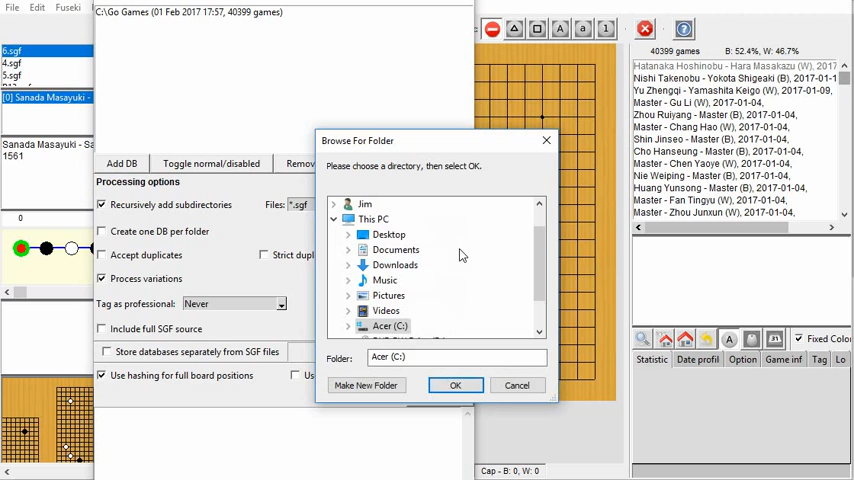 File Edit Fuseki
C:\Go Games (01 Feb 2017 17:57, 40399 games)
A a 1
?
6.sgf
4.sgf
5.sgf
[0] Sanada Masayuki -
Sanada Masayuki - S
1561
0
40399 games B: 52.4%, W: 46.7%
Hatanaka Hoshinobu - Hara Masakazu (W), 2017
Nishi Takenobu - Yokota Shigeaki (B), 2017-01-1
Yu Zhengqi - Yamashita Keigo (W), 2017-01-09,
Master - Gu Li (W), 2017-01-04,
Zhou Ruiyang - Master (B), 2017-01-04,
Master - Chang Hao (W), 2017-01-04,
Shin Jinseo - Master (B), 2017-01-04,
Cho Hanseung - Master (B), 2017-01-04,
Master - Chen Yaoye (W), 2017-01-04,
Nie Weiping - Master (B), 2017-01-04,
Huang Yunsong - Master (B), 2017-01-04,
Master - Fan Tingyu (W), 2017-01-04,
Master - Zhou Junxun (W), 2017-01-04,
Add DB Toggle normal/disabled Remov
Processing options
Recursively add subdirectories Files: *.sgf
Create one DB per folder
Accept duplicates Strict dupl
Process variations
Tag as professional: Never
Include full SGF source
Store databases separately from SGF files
Use hashing for full board positions Us
Browse For Folder
Please choose a directory, then select OK.
Jim
This PC
Desktop
Documents
Downloads
Music
Pictures
Videos
Acer (C:)
Folder: Acer (C:)
Make New Folder OK Cancel
A Fixed Color
Statistic Date profil Option Game inf Tag Lo
Cap - B: 0, W: 0